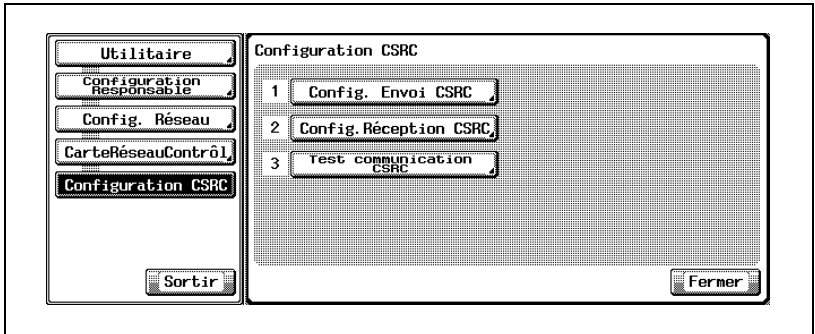 Utilitaire
Configuration
Responsable
Config. Réseau
CarteRéseauContrôl
Configuration CSRC
Sortir
Configuration CSRC
1 Config. Envoi CSRC
2 Config.Réception CSRC
3 Test communication
CSRC
Fermer